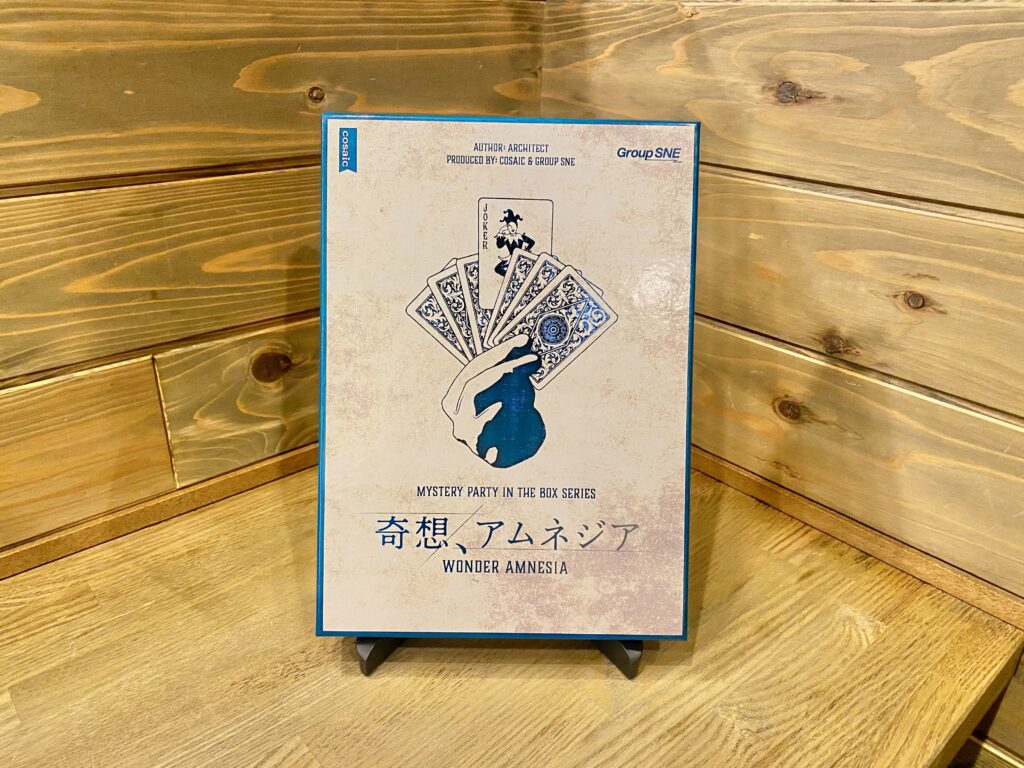 cosaic
AUTHOR: ARCHITECT
PRODUCED BY: COSAIC & GROUP SNE
Group SNE
JOKER
MYSTERY PARTY IN THE BOX SERIES
奇想、アムネジア
WONDER AMNESIA